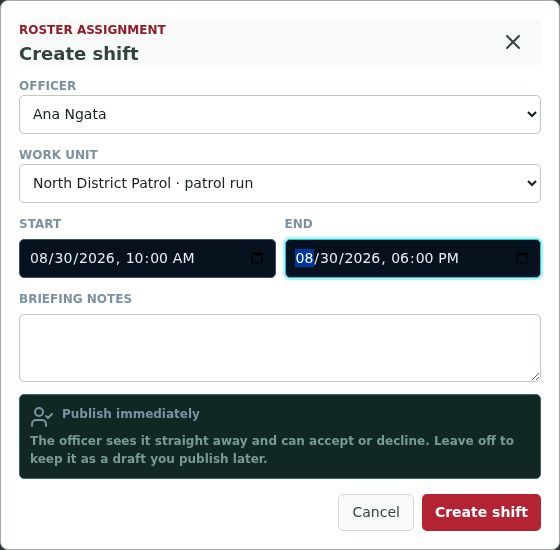 ROSTER ASSIGNMENT
Create shift
OFFICER
Ana Ngata
WORK UNIT
North District Patrol · patrol run
START
END
08/30/2026, 10:00 AM
08/30/2026, 06:00 PM
BRIEFING NOTES
Publish immediately
The officer sees it straight away and can accept or decline. Leave off to
keep it as a draft you publish later.
Cancel
Create shift